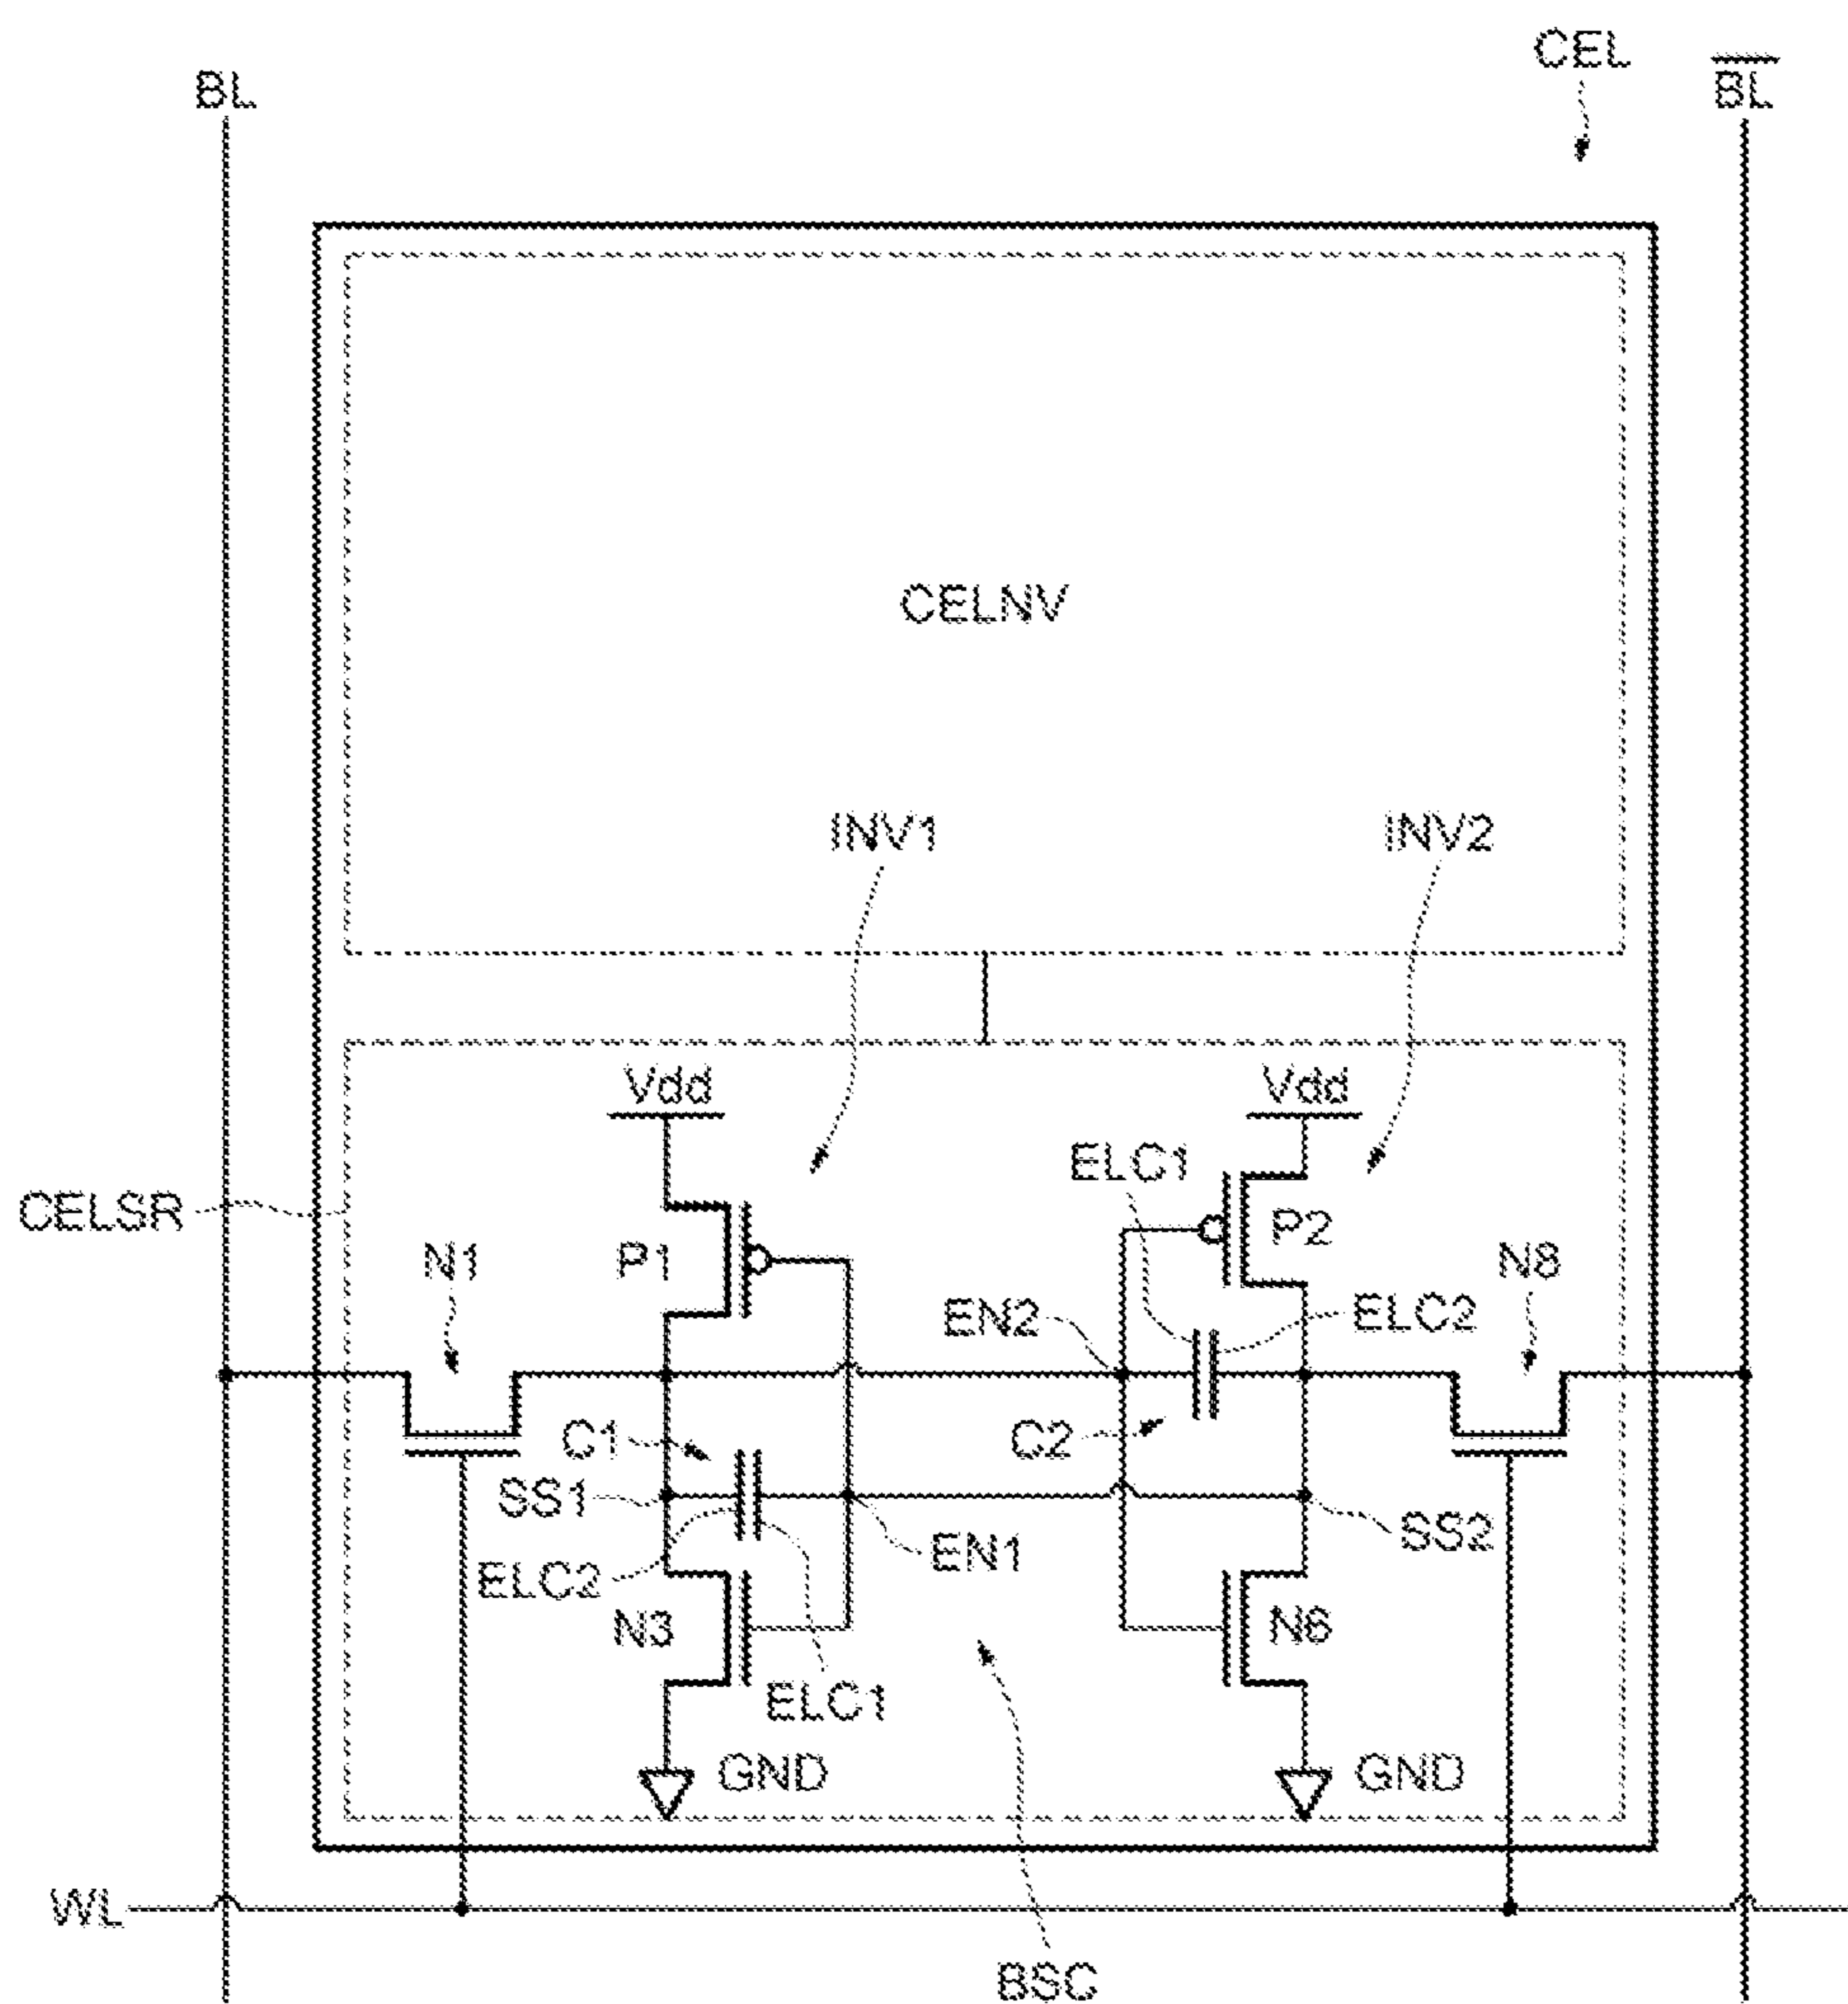 CEL
BL
BL
CELNV
INV1
INV2
Vdd
Vdd
ELC1
CELSR
P2
N1
P1
N8
EN2
ELC2
C1
C2
SS1
SS2
EN1
ELC2
N3
N6
ELC1
GND
GND
WL
BSC